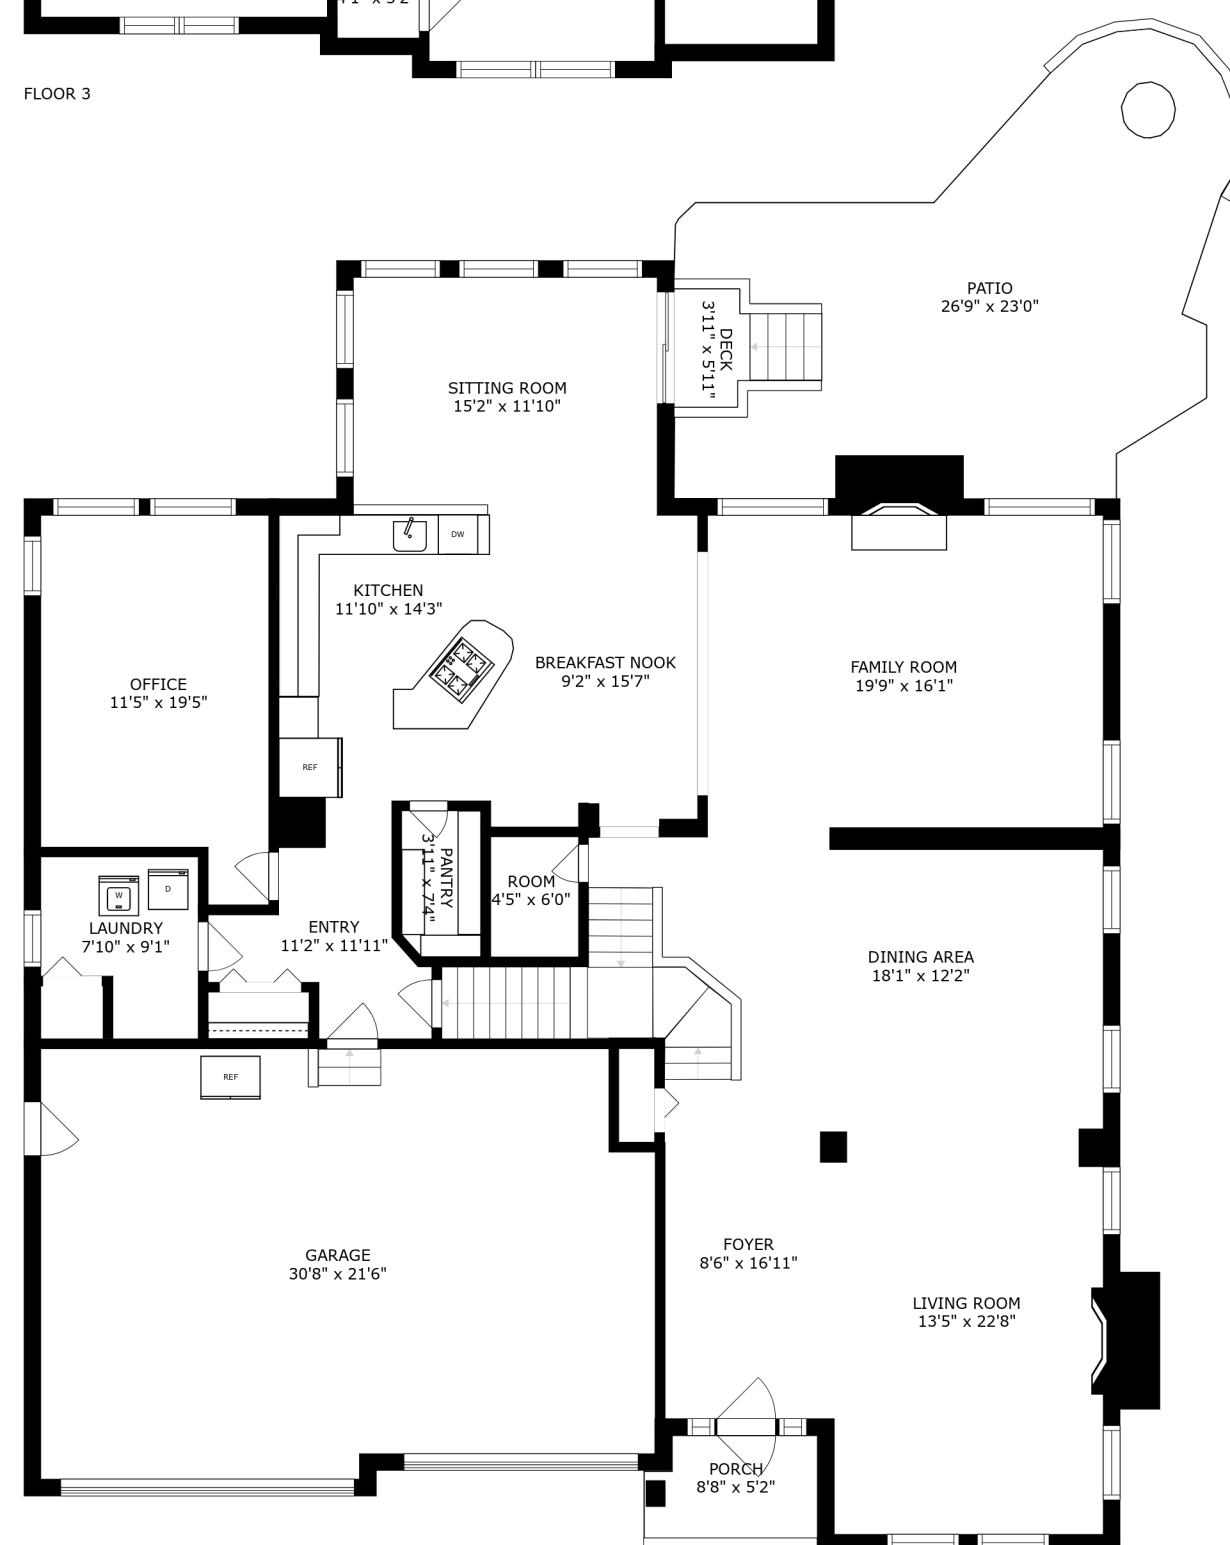 FLOOR 3
PATIO
26'9" x 23'0"
DECK
3'11" x 5'11"
SITTING ROOM
15'2" x 11'10"
DW
KITCHEN
11'10" x 14'3"
BREAKFAST NOOK
9'2" x 15'7"
FAMILY ROOM
19'9" x 16'1"
OFFICE
11'5" x 19'5"
REF
PANTRY
3'11" x 7'4"
ROOM
4'5" x 6'0"
W
D
LAUNDRY
7'10" x 9'1"
ENTRY
11'2" x 11'11"
DINING AREA
18'1" x 12'2"
REF
GARAGE
30'8" x 21'6"
FOYER
8'6" x 16'11"
LIVING ROOM
13'5" x 22'8"
PORCH
8'8" x 5'2"